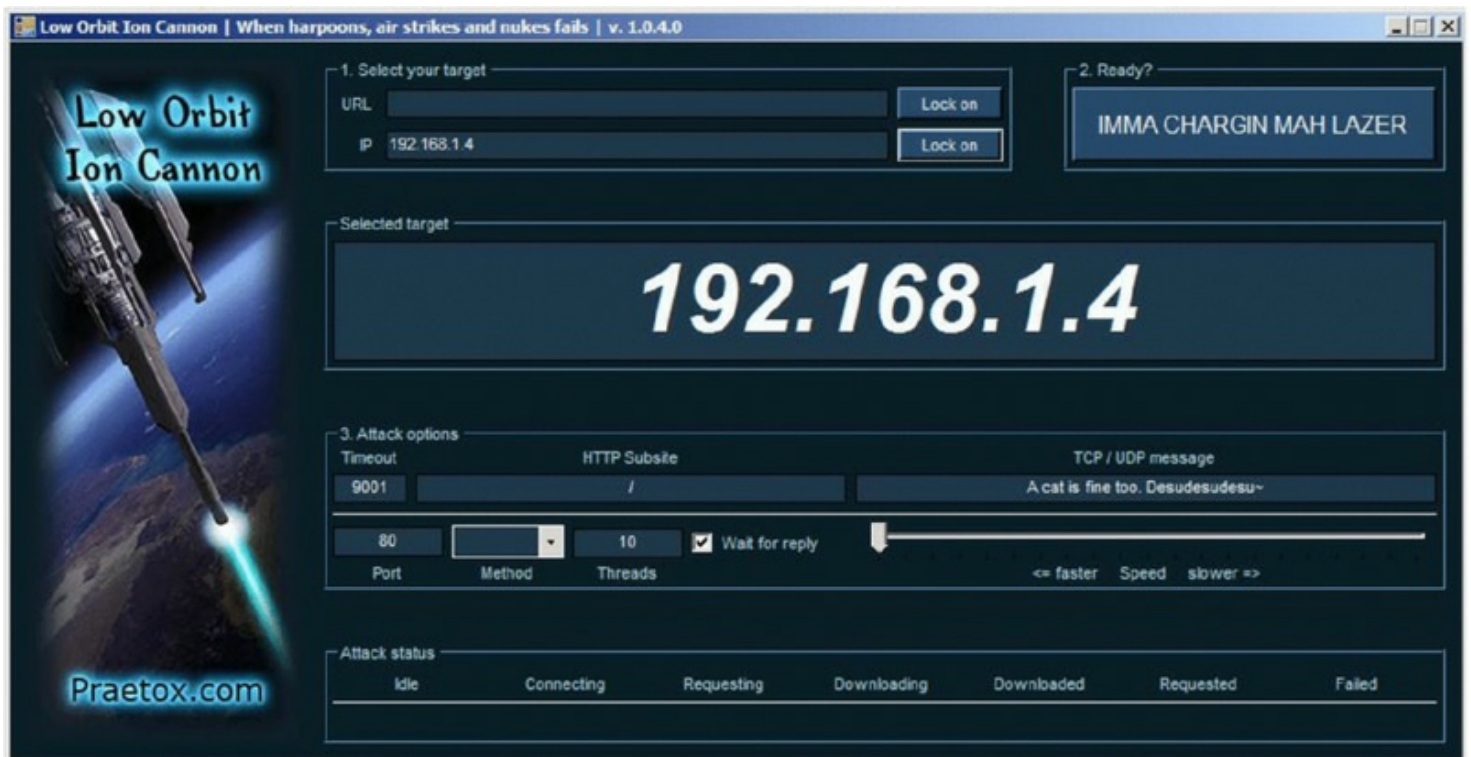 Low Orbit Ion Cannon | When harpoons, air strikes and nukes fails | v. 1.0.4.0
Low Orbit
Ion Cannon
Praetox.com
1. Select your target
URL Lock on
IP 192.168.1.4 Lock on
2. Ready?
IMMA CHARGIN MAH LAZER
Selected target
192.168.1.4
3. Attack options
Timeout HTTP Subsite TCP / UDP message
9001 / A cat is fine too. Desudesudesu~
80 10 Wait for reply
Port Method Threads <= faster Speed slower =>
Attack status
Idle Connecting Requesting Downloading Downloaded Requested Failed